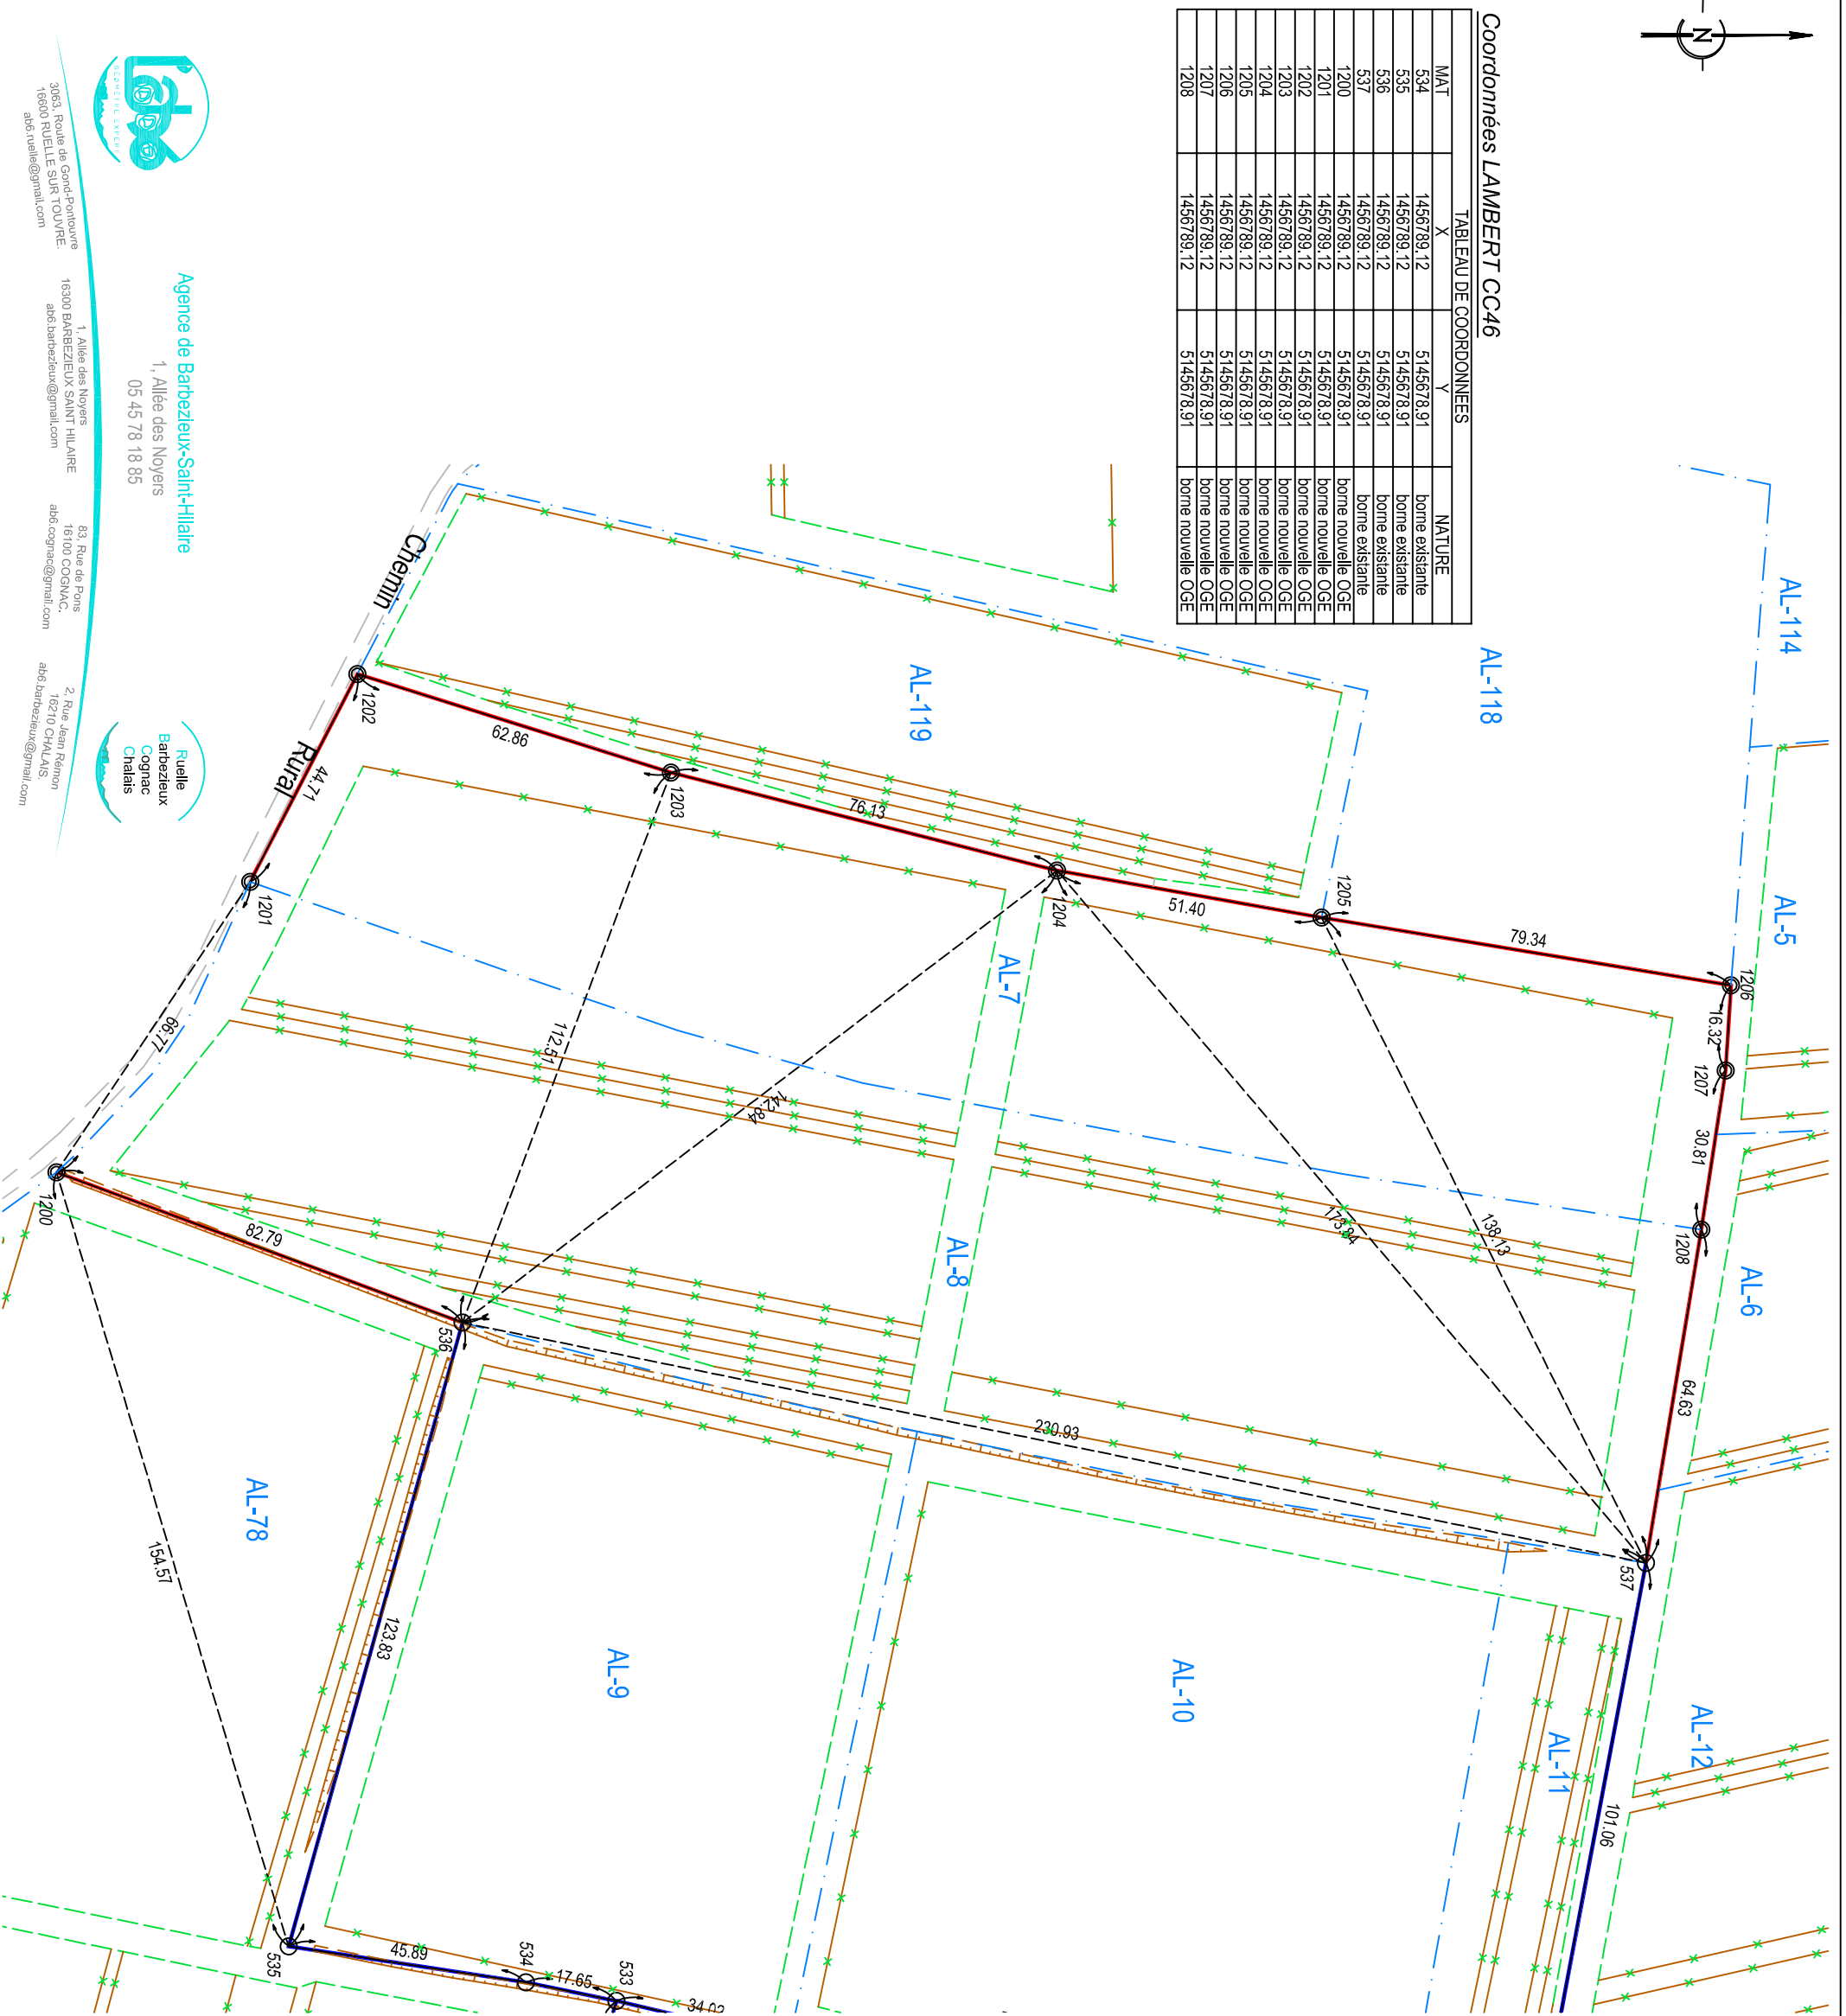 N
Coordonnées LAMBERT CC46
TABLEAU DE COORDONNEES
MAT X Y NATURE
534 1456789.12 5145678.91 borne existante
535 1456789.12 5145678.91 borne existante
536 1456789.12 5145678.91 borne existante
537 1456789.12 5145678.91 borne existante
1200 1456789.12 5145678.91 borne nouvelle OGE
1201 1456789.12 5145678.91 borne nouvelle OGE
1202 1456789.12 5145678.91 borne nouvelle OGE
1203 1456789.12 5145678.91 borne nouvelle OGE
1204 1456789.12 5145678.91 borne nouvelle OGE
1205 1456789.12 5145678.91 borne nouvelle OGE
1206 1456789.12 5145678.91 borne nouvelle OGE
1207 1456789.12 5145678.91 borne nouvelle OGE
1208 1456789.12 5145678.91 borne nouvelle OGE
AL-114
AL-5
AL-118
AL-119
AL-7
AL-8
AL-6
AL-12
AL-11
AL-10
AL-9
AL-78
1206
16.32
1207
30.81
1208
64.63
537
101.06
79.34
1205
51.40
1204
76.13
1203
62.86
1202
Chemin
Rural
44.71
1201
66.77
1200
82.79
536
112.51
142.84
173.94
138.13
230.93
123.83
154.57
535
45.89
534
17.65
533
34.02
Agence de Barbezieux-Saint-Hilaire
1, Allée des Noyers
05 45 78 18 85
GÉOMÈTRE EXPERT
Ruelle
Barbezieux
Cognac
Chalais
3063, Route de Gond-Pontouvre
16600 RUELLE SUR TOUVRE.
ab6.ruelle@gmail.com
1, Allée des Noyers
16300 BARBEZIEUX SAINT HILAIRE
ab6.barbezieux@gmail.com
83, Rue de Pons
16100 COGNAC.
ab6.cognac@gmail.com
2, Rue Jean Rémon
16210 CHALAIS.
ab6.barbezieux@gmail.com